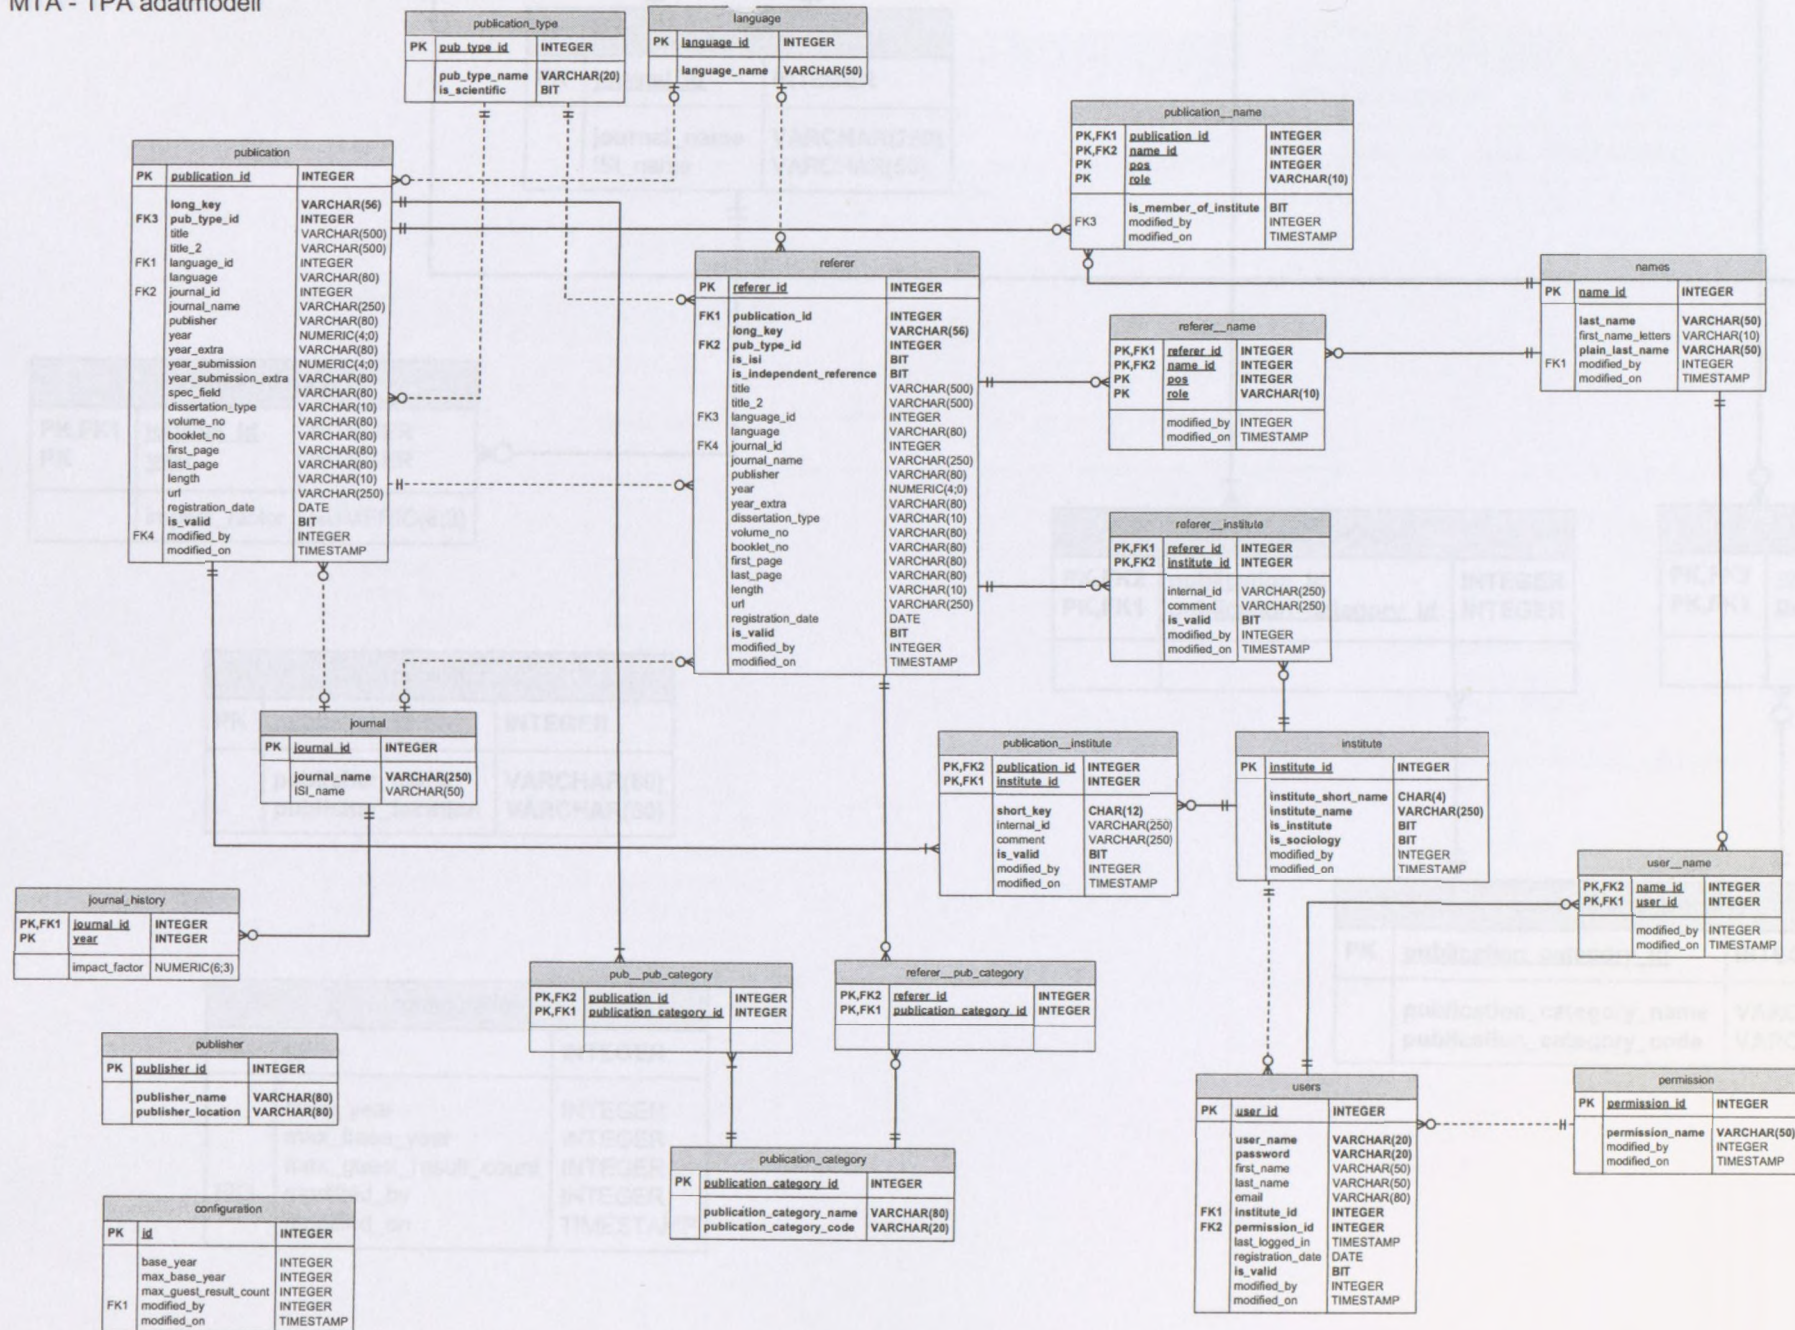 MTA - TPA adatmodell
publication_type
PK pub_type_id INTEGER
pub_type_name VARCHAR(20)
is_scientific BIT
language
PK language_id INTEGER
language_name VARCHAR(50)
publication__name
PK,FK1 publication_id INTEGER
PK,FK2 name_id INTEGER
PK pos INTEGER
PK role VARCHAR(10)
is_member_of_institute BIT
FK3 modified_by INTEGER
modified_on TIMESTAMP
publication
PK publication_id INTEGER
long_key VARCHAR(56)
FK3 pub_type_id INTEGER
title VARCHAR(500)
title_2 VARCHAR(500)
FK1 language_id INTEGER
language VARCHAR(80)
FK2 journal_id INTEGER
journal_name VARCHAR(250)
publisher VARCHAR(80)
year NUMERIC(4;0)
year_extra VARCHAR(80)
year_submission NUMERIC(4;0)
year_submission_extra VARCHAR(80)
spec_field VARCHAR(80)
dissertation_type VARCHAR(10)
volume_no VARCHAR(80)
booklet_no VARCHAR(80)
first_page VARCHAR(80)
last_page VARCHAR(80)
length VARCHAR(10)
url VARCHAR(250)
registration_date DATE
is_valid BIT
FK4 modified_by INTEGER
modified_on TIMESTAMP
referer
PK referer_id INTEGER
FK1 publication_id INTEGER
long_key VARCHAR(56)
FK2 pub_type_id INTEGER
is_isi BIT
is_independent_reference BIT
title VARCHAR(500)
title_2 VARCHAR(500)
FK3 language_id INTEGER
language VARCHAR(80)
FK4 journal_id INTEGER
journal_name VARCHAR(250)
publisher VARCHAR(80)
year NUMERIC(4;0)
year_extra VARCHAR(80)
dissertation_type VARCHAR(10)
volume_no VARCHAR(80)
booklet_no VARCHAR(80)
first_page VARCHAR(80)
last_page VARCHAR(80)
length VARCHAR(10)
url VARCHAR(250)
registration_date DATE
is_valid BIT
modified_by INTEGER
modified_on TIMESTAMP
names
PK name_id INTEGER
last_name VARCHAR(50)
first_name_letters VARCHAR(10)
plain_last_name VARCHAR(50)
FK1 modified_by INTEGER
modified_on TIMESTAMP
referer__name
PK,FK1 referer_id INTEGER
PK,FK2 name_id INTEGER
PK pos INTEGER
PK role VARCHAR(10)
modified_by INTEGER
modified_on TIMESTAMP
referer__institute
PK,FK1 referer_id INTEGER
PK,FK2 institute_id INTEGER
internal_id VARCHAR(250)
comment VARCHAR(250)
is_valid BIT
modified_by INTEGER
modified_on TIMESTAMP
journal
PK journal_id INTEGER
journal_name VARCHAR(250)
ISI_name VARCHAR(50)
publication__institute
PK,FK2 publication_id INTEGER
PK,FK1 institute_id INTEGER
short_key CHAR(12)
internal_id VARCHAR(250)
comment VARCHAR(250)
is_valid BIT
modified_by INTEGER
modified_on TIMESTAMP
institute
PK institute_id INTEGER
institute_short_name CHAR(4)
institute_name VARCHAR(250)
is_institute BIT
is_sociology BIT
modified_by INTEGER
modified_on TIMESTAMP
user__name
PK,FK2 name_id INTEGER
PK,FK1 user_id INTEGER
modified_by INTEGER
modified_on TIMESTAMP
journal_history
PK,FK1 journal_id INTEGER
PK year INTEGER
impact_factor NUMERIC(6;3)
pub__pub_category
PK,FK2 publication_id INTEGER
PK,FK1 publication_category_id INTEGER
referer__pub_category
PK,FK2 referer_id INTEGER
PK,FK1 publication_category_id INTEGER
publisher
PK publisher_id INTEGER
publisher_name VARCHAR(80)
publisher_location VARCHAR(80)
users
PK user_id INTEGER
user_name VARCHAR(20)
password VARCHAR(20)
first_name VARCHAR(50)
last_name VARCHAR(50)
email VARCHAR(80)
FK1 institute_id INTEGER
FK2 permission_id INTEGER
last_logged_in TIMESTAMP
registration_date DATE
is_valid BIT
modified_by INTEGER
modified_on TIMESTAMP
permission
PK permission_id INTEGER
permission_name VARCHAR(50)
modified_by INTEGER
modified_on TIMESTAMP
publication_category
PK publication_category_id INTEGER
publication_category_name VARCHAR(80)
publication_category_code VARCHAR(20)
configuration
PK id INTEGER
base_year INTEGER
max_base_year INTEGER
max_guest_result_count INTEGER
FK1 modified_by INTEGER
modified_on TIMESTAMP